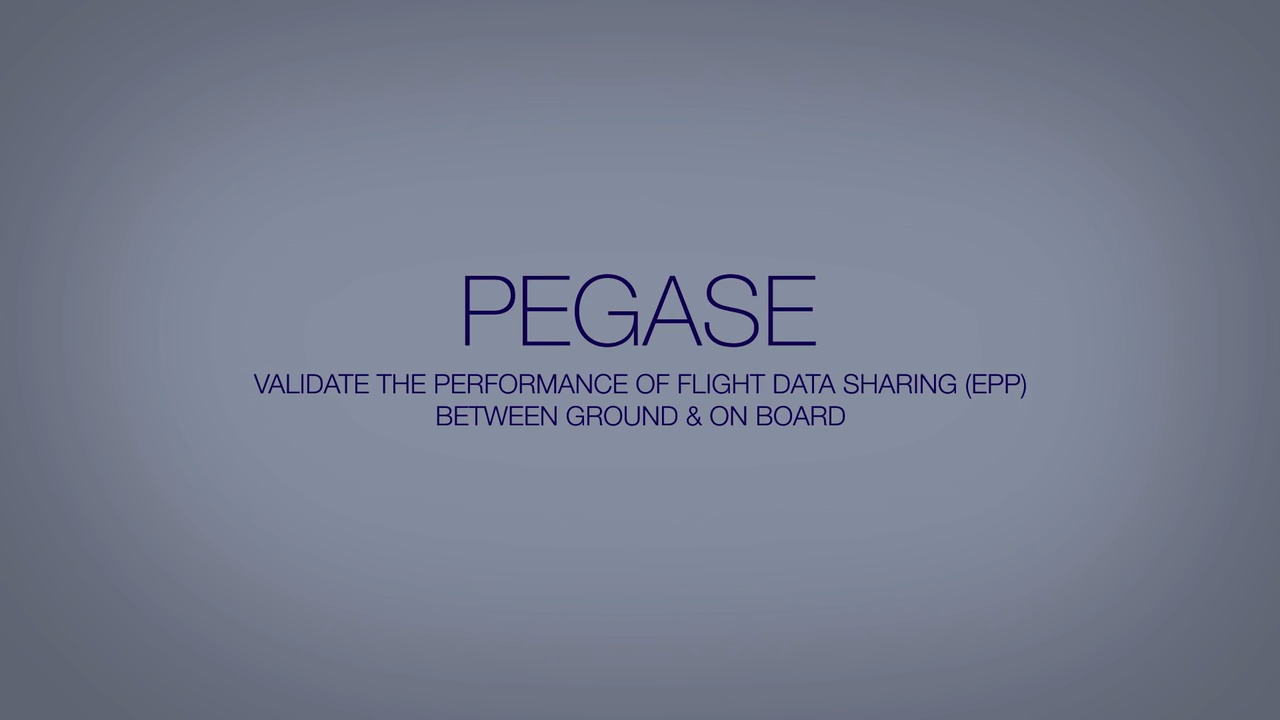 PEGASE
VALIDATE THE PERFORMANCE OF FLIGHT DATA SHARING (EPP)
BETWEEN GROUND & ON BOARD